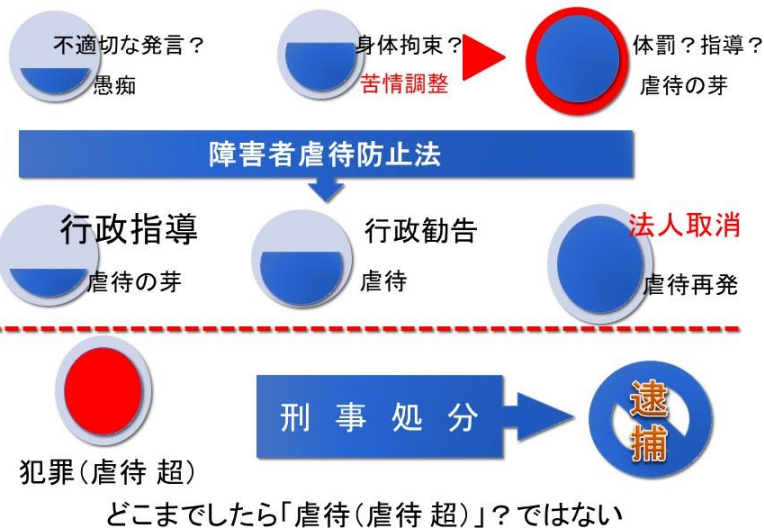 不適切な発言？
愚痴
身体拘束？
苦情調整
体罰？指導？
虐待の芽
障害者虐待防止法
行政指導
虐待の芽
行政勧告
虐待
法人取消
虐待再発
犯罪（虐待 超）
刑事処分
逮捕
どこまでしたら「虐待（虐待 超）」？ではない